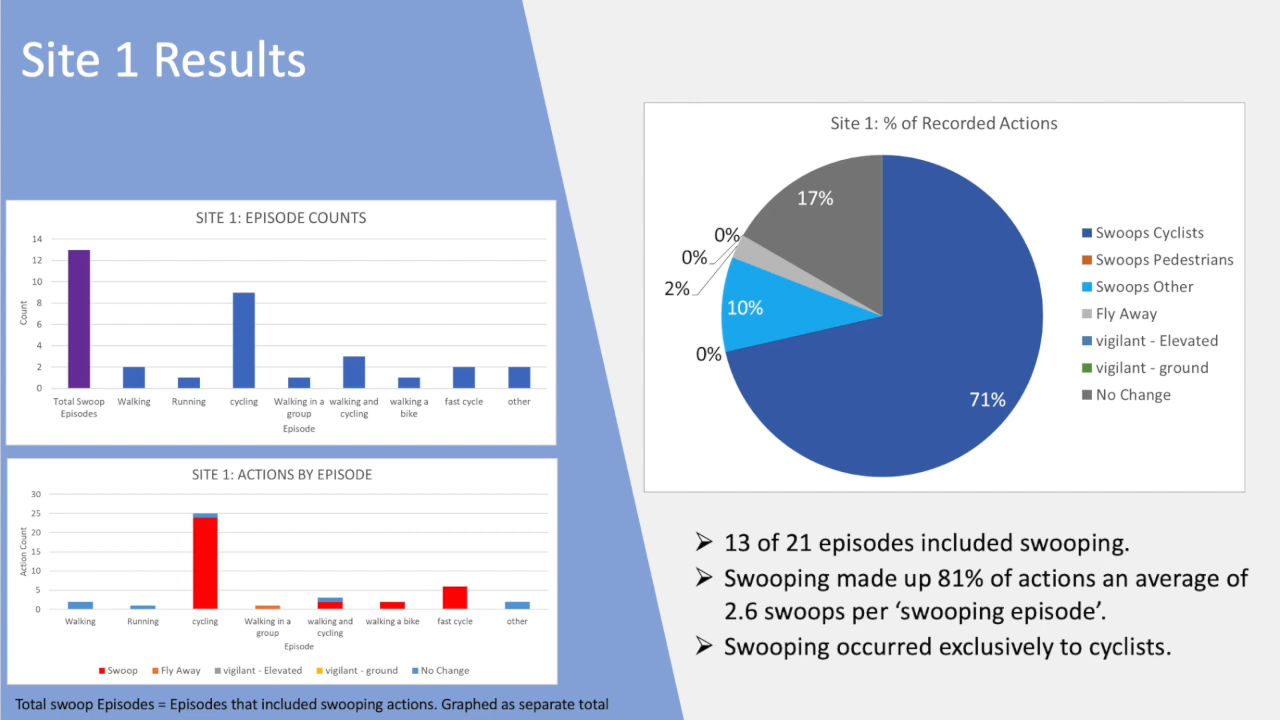 Site 1 Results
SITE 1: EPISODE COUNTS
14
12
10
8
6
4
2
0
Count
Total Swoop Episodes
Walking
Running
cycling
Walking in a group
walking and cycling
walking a bike
fast cycle
other
Episode
SITE 1: ACTIONS BY EPISODE
30
25
20
15
10
5
0
Action Count
Walking
Running
cycling
Walking in a group
walking and cycling
walking a bike
fast cycle
other
Episode
Swoop
Fly Away
vigilant - Elevated
vigilant - ground
No Change
Total swoop Episodes = Episodes that included swooping actions. Graphed as separate total
Site 1: % of Recorded Actions
17%
0%
0%
2%
10%
0%
71%
Swoops Cyclists
Swoops Pedestrians
Swoops Other
Fly Away
vigilant - Elevated
vigilant - ground
No Change
➢ 13 of 21 episodes included swooping.
➢ Swooping made up 81% of actions an average of
2.6 swoops per ‘swooping episode’.
➢ Swooping occurred exclusively to cyclists.